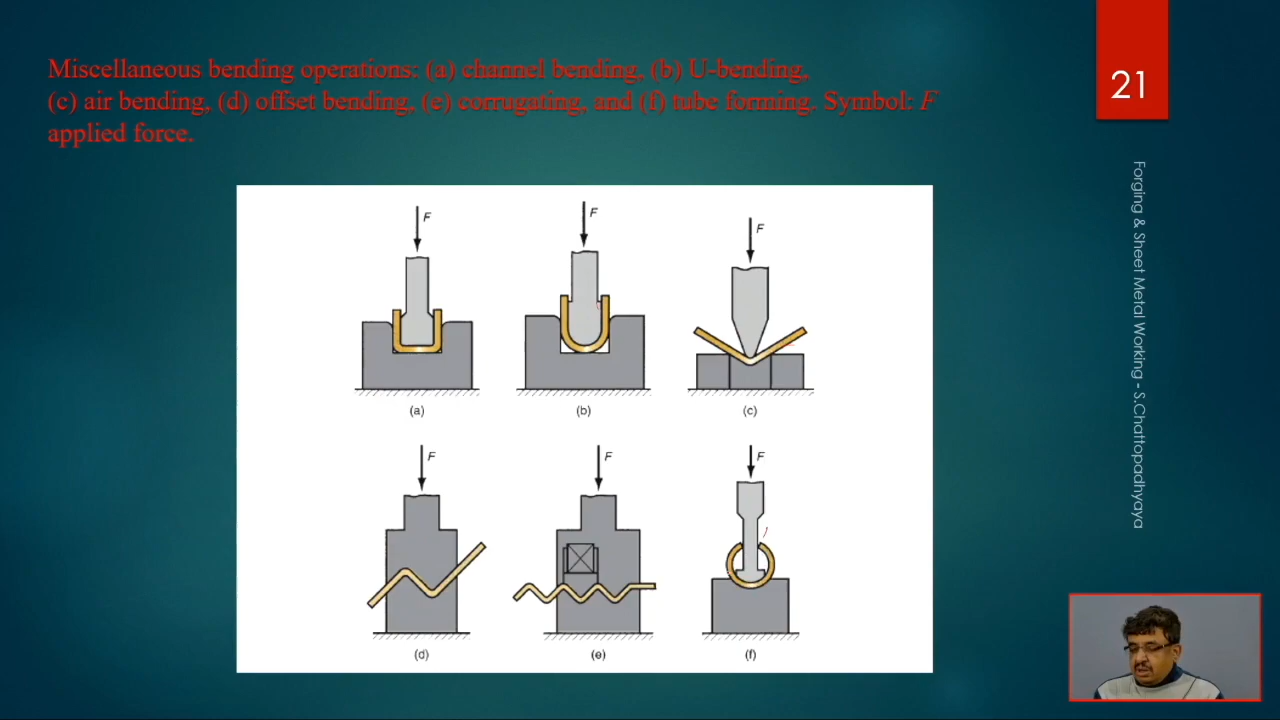 Miscellaneous bending operations: (a) channel bending, (b) U-bending,
(c) air bending, (d) offset bending, (e) corrugating, and (f) tube forming. Symbol: F
applied force.
21
Forging & Sheet Metal Working - S.Chattopadhyaya
F
F
F
(a)
(b)
(c)
F
F
F
(d)
(e)
(f)